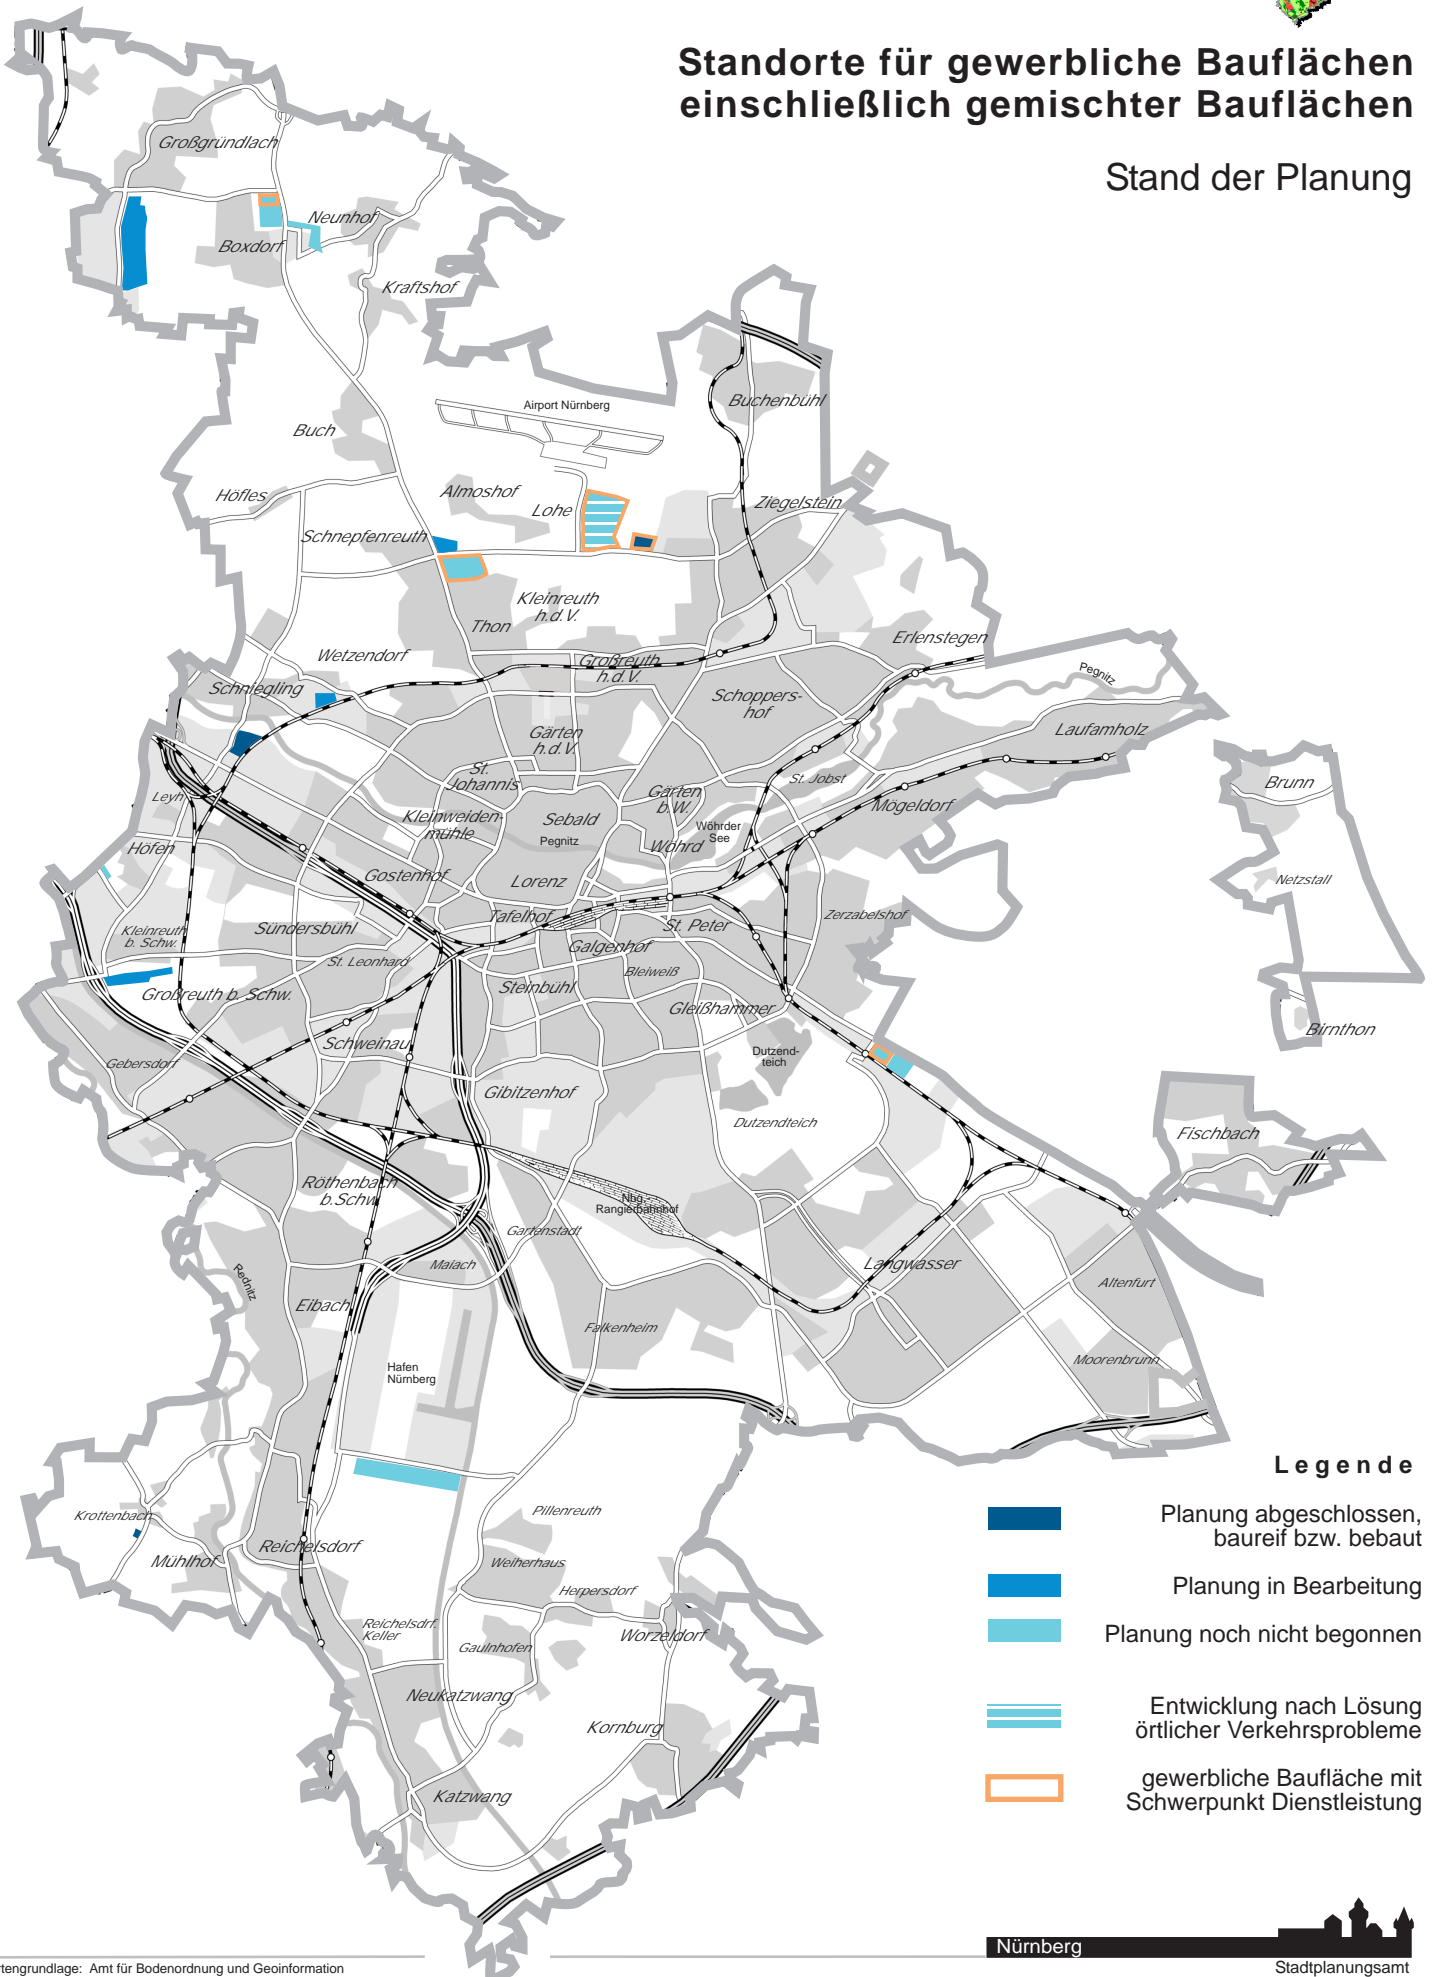 Standorte für gewerbliche Bauflächen
einschließlich gemischter Bauflächen
Stand der Planung
Großgründlach
Neunhof
Boxdorf
Kraftshof
Buchenbühl
Airport Nürnberg
Buch
Höfles
Almoshof
Lohe
Ziegelstein
Schnepfenreuth
Kleinreuth
h.d.V.
Thon
Erlenstegen
Wetzendorf
Großreuth
h.d.V.
Pegnitz
Schniegling
Schoppers-
hof
Laufamholz
Gärten
h.d.V.
St.
Johannis
St. Jobst
Brunn
Leyh
Gärten
b.W.
Mögeldorf
Kleinweiden-
mühle
Sebald
Pegnitz
Wöhrder
See
Wöhrd
Höfen
Gostenhof
Lorenz
Netzstall
Tafelhof
Zerzabelshof
Kleinreuth
b. Schw.
Sündersbühl
St. Peter
Galgenhof
St. Leonhard
Bleiweiß
Großreuth b. Schw.
Steinbühl
Gleißhammer
Birnthon
Schweinau
Dutzend-
teich
Gebersdorf
Gibitzenhof
Dutzendteich
Fischbach
Röthenbach
b.Schw.
Nbg.-
Rangierbahnhof
Gartenstadt
Maiach
Langwasser
Rednitz
Altenfurt
Eibach
Falkenheim
Moorenbrunn
Hafen
Nürnberg
Krottenbach
Pillenreuth
Mühlhof
Reichelsdorf
Weiherhaus
Herpersdorf
Reichelsdrf.
Keller
Gaulnhofen
Worzeldorf
Neukatzwang
Kornburg
Katzwang
Legende
Planung abgeschlossen,
baureif bzw. bebaut
Planung in Bearbeitung
Planung noch nicht begonnen
Entwicklung nach Lösung
örtlicher Verkehrsprobleme
gewerbliche Baufläche mit
Schwerpunkt Dienstleistung
Nürnberg
Stadtplanungsamt
rtengrundlage: Amt für Bodenordnung und Geoinformation